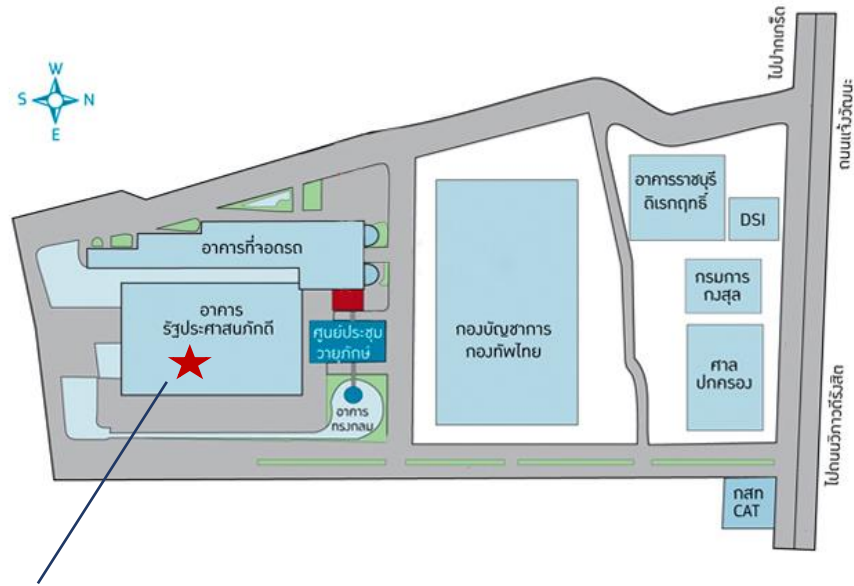 W
S N
E
ไปปากเกร็ด
ถนนแจ้งวัฒนะ
ไปถนนวิภาวดีรังสิต
อาคารราชบุรี
ดิเรกฤทธิ์
DSI
กรมการ
กงสุล
ศาล
ปกครอง
กสท
CAT
กองบัญชาการ
กองทัพไทย
อาคารที่จอดรถ
อาคาร
รัฐประศาสนภักดี
ศูนย์ประชุม
วายุภักษ์
อาคาร
ทรงกลม